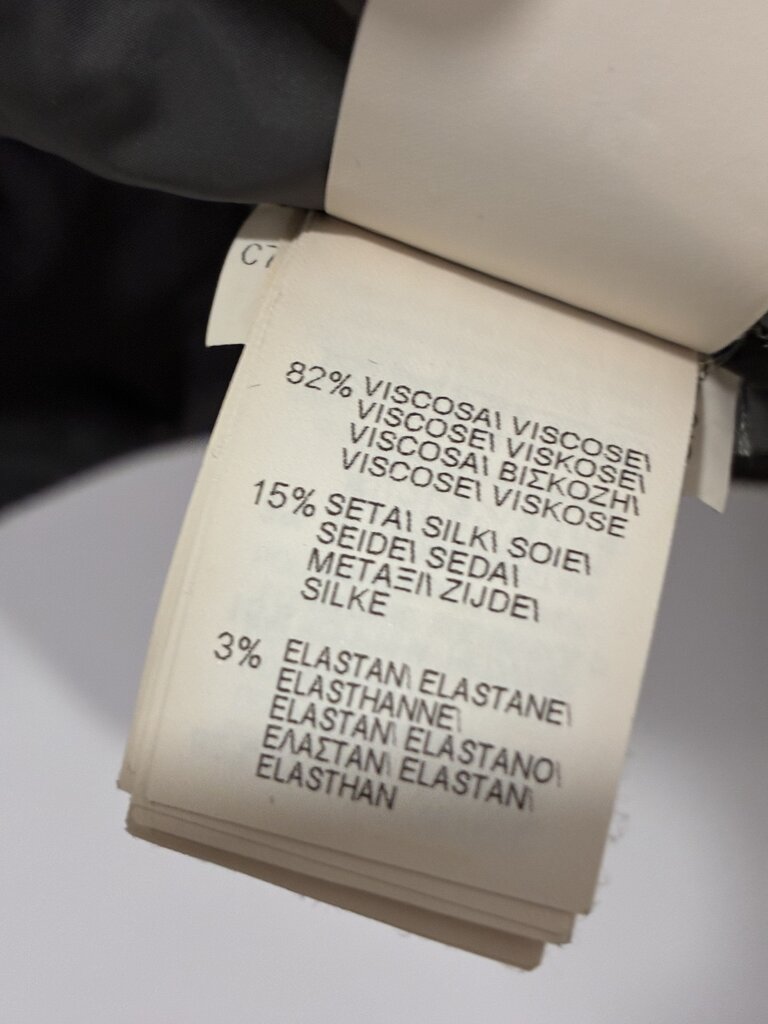 C7
82% VISCOSA\ VISCOSE\
VISCOSE\ VISKOSE\
VISCOSA\ ΒΙΣΚΟΖΗ\
VISCOSE\ VISKOSE
15% SETA\ SILK\ SOIE\
SEIDE\ SEDA\
ΜΕΤΑΞΙ\ ZIJDE\
SILKE
3% ELASTAN\ ELASTANE\
ELASTHANNE\
ELASTAN\ ELASTANO\
ΕΛΑΣΤΑΝ\ ELASTAN\
ELASTHAN